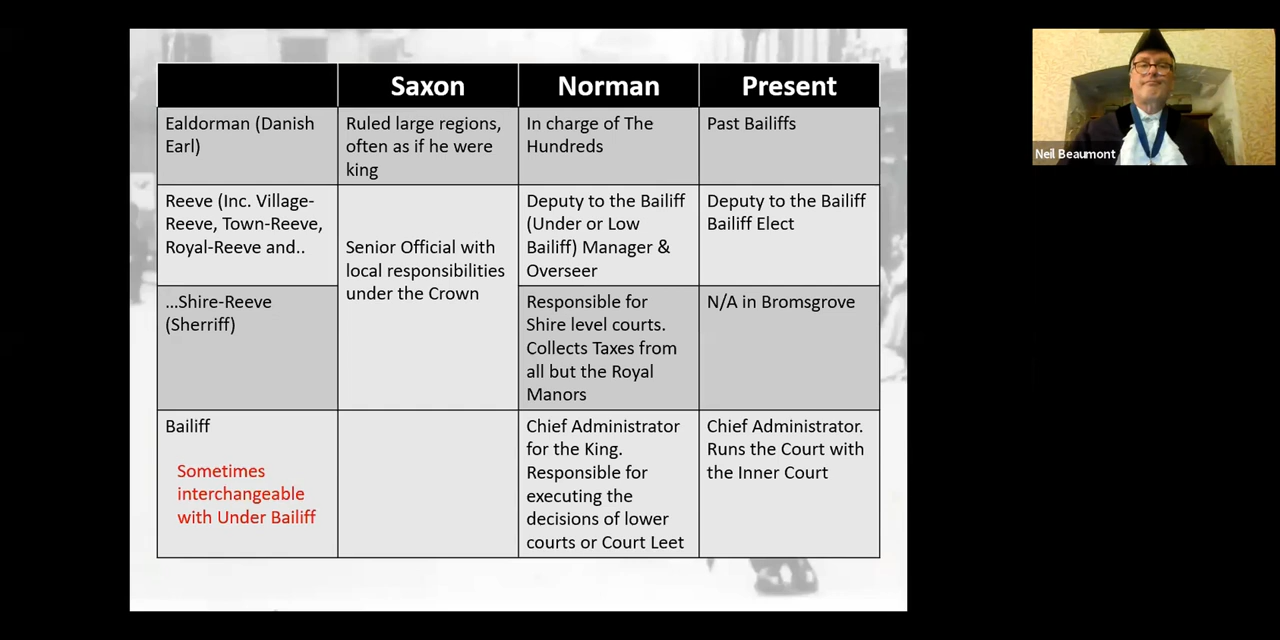 Saxon
Norman
Present
Ealdorman (Danish
Earl)
Ruled large regions,
often as if he were
king
In charge of The
Hundreds
Past Bailiffs
Reeve (Inc. Village-
Reeve, Town-Reeve,
Royal-Reeve and..
Senior Official with
local responsibilities
under the Crown
Deputy to the Bailiff
(Under or Low
Bailiff) Manager &
Overseer
Deputy to the Bailiff
Bailiff Elect
...Shire-Reeve
(Sherriff)
Responsible for
Shire level courts.
Collects Taxes from
all but the Royal
Manors
N/A in Bromsgrove
Bailiff
Sometimes
interchangeable
with Under Bailiff
Chief Administrator
for the King.
Responsible for
executing the
decisions of lower
courts or Court Leet
Chief Administrator.
Runs the Court with
the Inner Court
Neil Beaumont